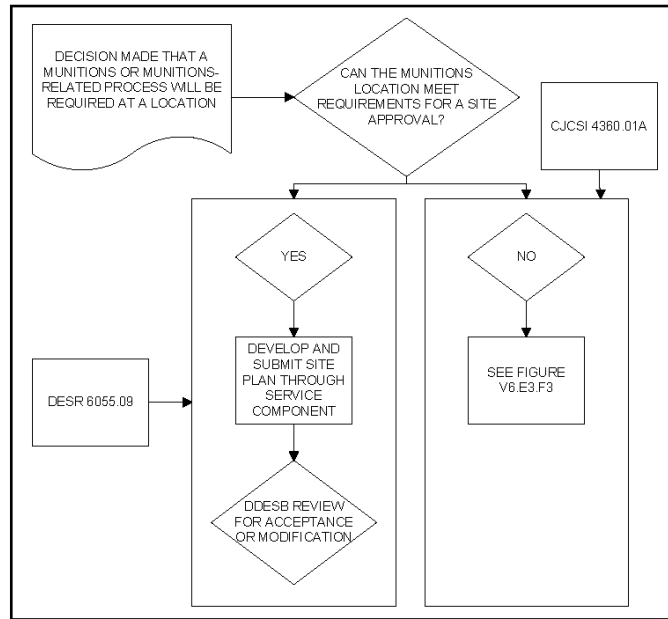 DECISION MADE THAT A
MUNITIONS OR MUNITIONS-
RELATED PROCESS WILL BE
REQUIRED AT A LOCATION
CAN THE MUNITIONS
LOCATION MEET
REQUIREMENTS FOR A SITE
APPROVAL?
CJCSI 4360.01A
YES
NO
DEVELOP AND
SUBMIT SITE
PLAN THROUGH
SERVICE
COMPONENT
SEE FIGURE
V6.E3.F3
DESR 6055.09
DDESB REVIEW
FOR ACCEPTANCE
OR MODIFICATION